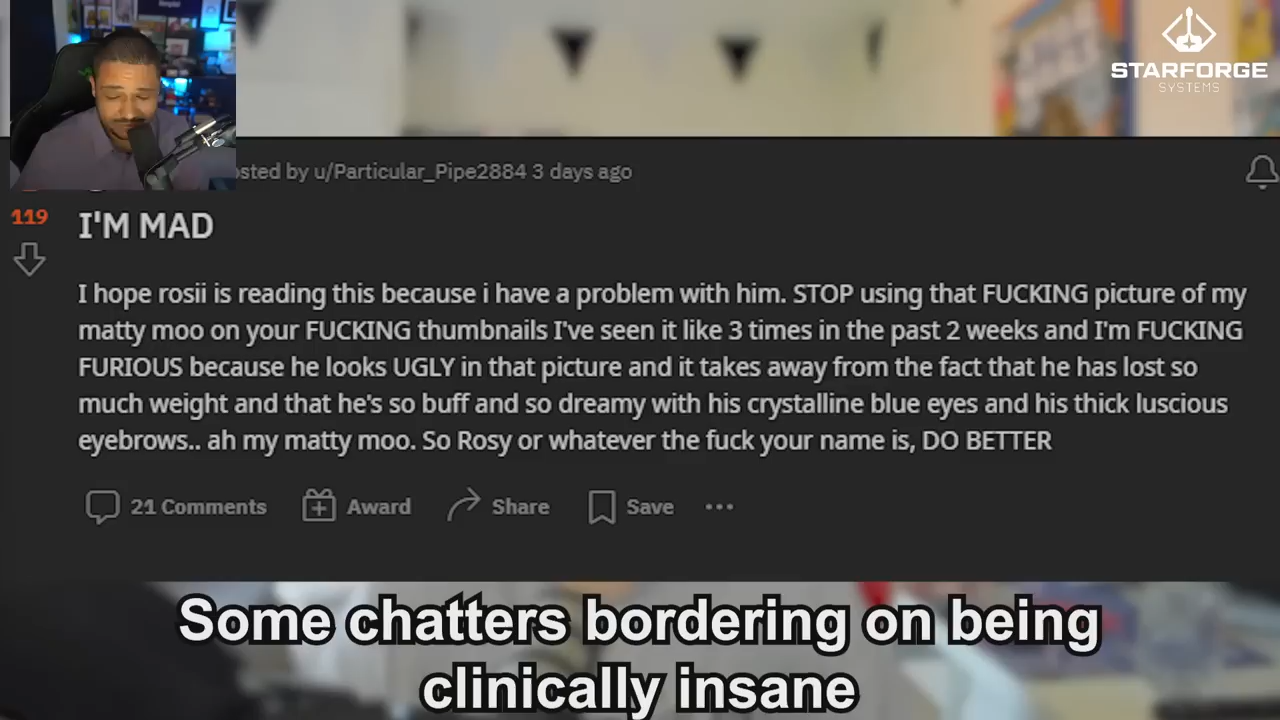 STARFORGE
SYSTEMS
osted by u/Particular_Pipe2884 3 days ago
119
I'M MAD
I hope rosii is reading this because i have a problem with him. STOP using that FUCKING picture of my
matty moo on your FUCKING thumbnails I've seen it like 3 times in the past 2 weeks and I'm FUCKING
FURIOUS because he looks UGLY in that picture and it takes away from the fact that he has lost so
much weight and that he's so buff and so dreamy with his crystalline blue eyes and his thick luscious
eyebrows.. ah my matty moo. So Rosy or whatever the fuck your name is, DO BETTER
21 Comments Award Share Save
Some chatters bordering on being
clinically insane